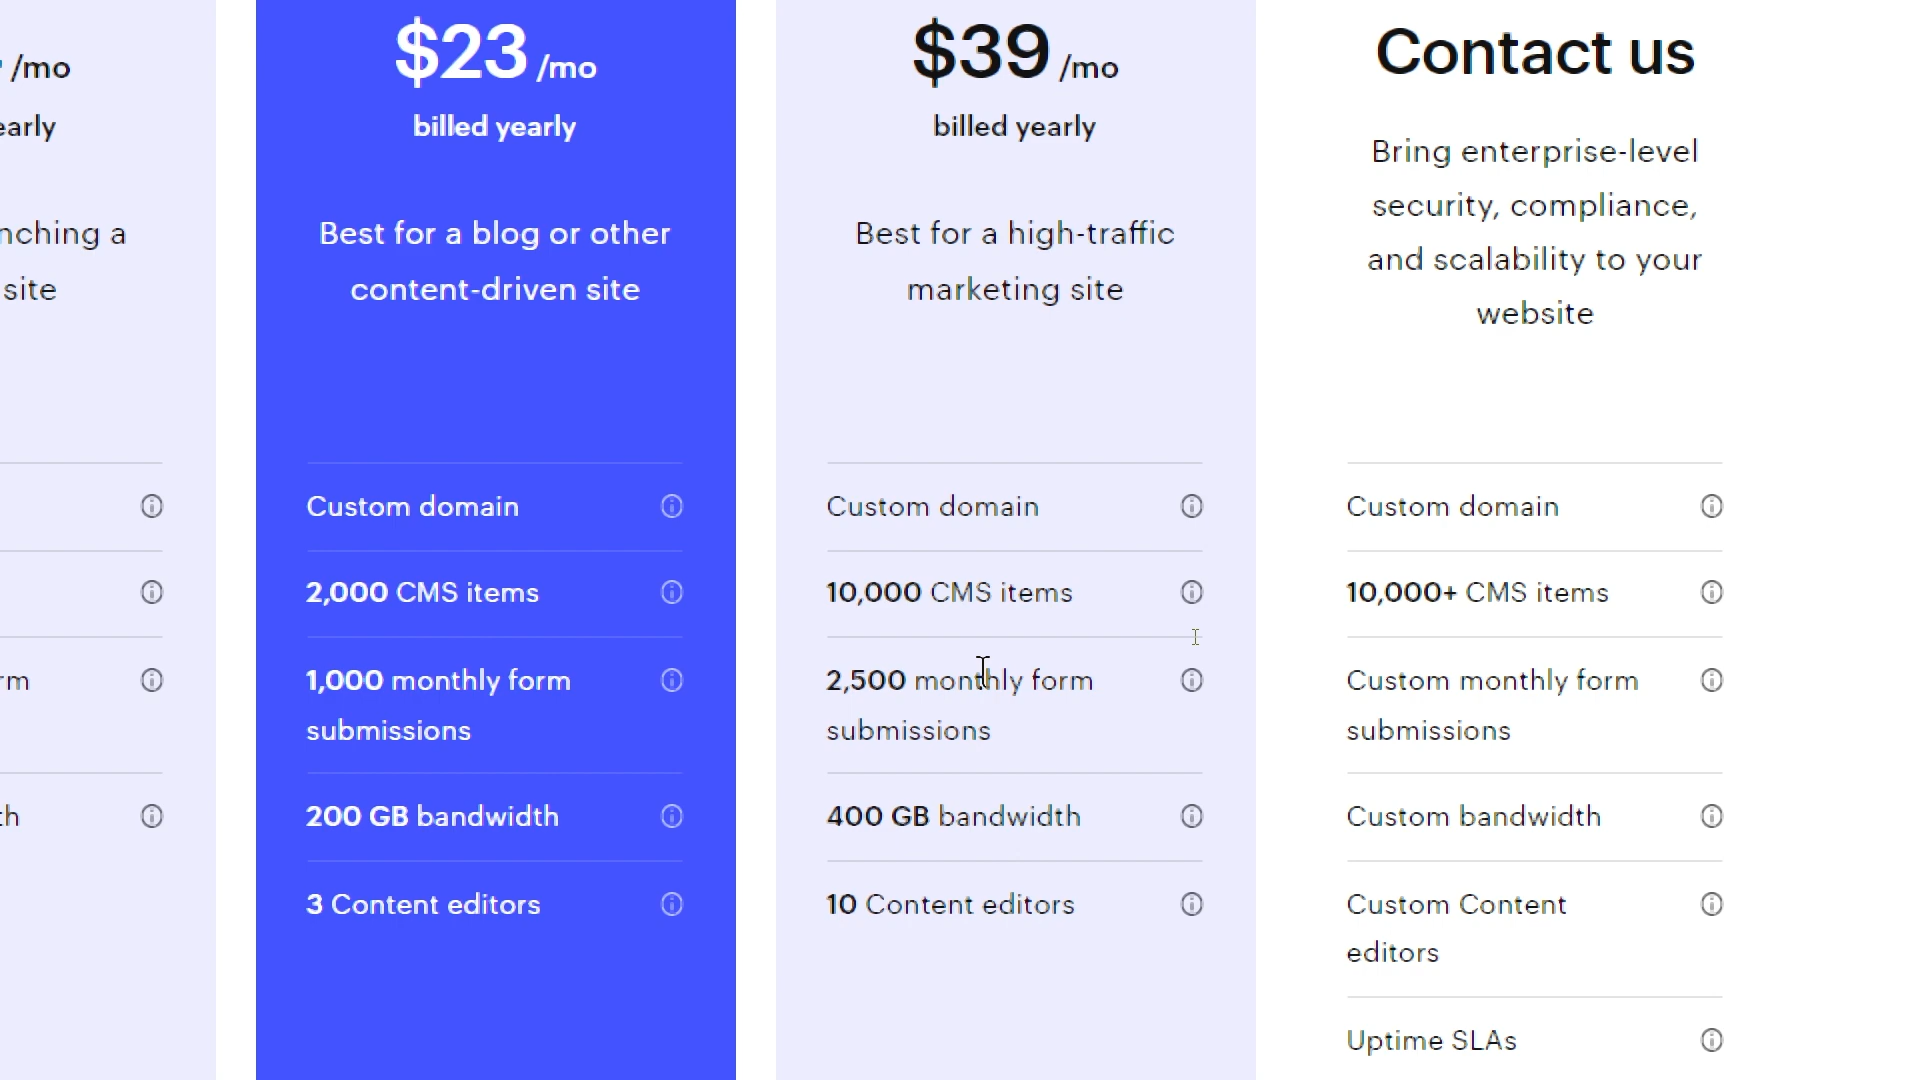 /mo
early
nching a
site
rm
th
$23 /mo
billed yearly
Best for a blog or other
content-driven site
Custom domain
2,000 CMS items
1,000 monthly form
submissions
200 GB bandwidth
3 Content editors
$39 /mo
billed yearly
Best for a high-traffic
marketing site
Custom domain
10,000 CMS items
2,500 monthly form
submissions
400 GB bandwidth
10 Content editors
Contact us
Bring enterprise-level
security, compliance,
and scalability to your
website
Custom domain
10,000+ CMS items
Custom monthly form
submissions
Custom bandwidth
Custom Content
editors
Uptime SLAs